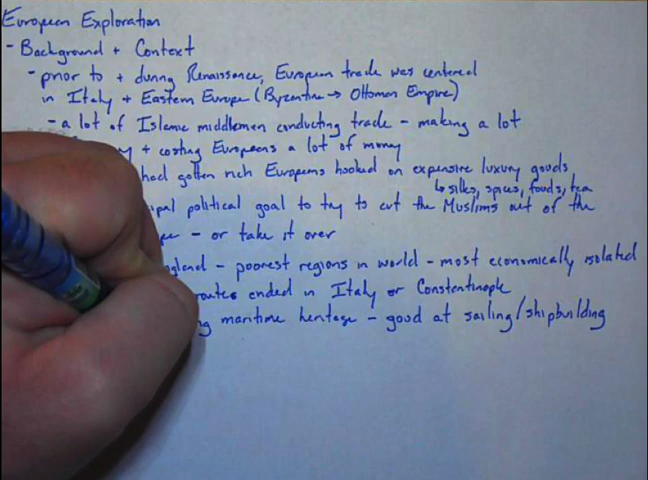 European Exploration
- Background + Context
- prior to + during Renaissance, European trade was centered
in Italy + Eastern Europe (Byzantine → Ottoman Empire)
- a lot of Islamic middlemen conducting trade - making a lot
+ costing Europeans a lot of money
had gotten rich Europeans hooked on expensive luxury goods
↳ silks, spices, foods, tea
political goal to try to cut the Muslims out of the
- or take it over
- poorest regions in world - most economically isolated
routes ended in Italy or Constantinople
maritime heritage - good at sailing/shipbuilding